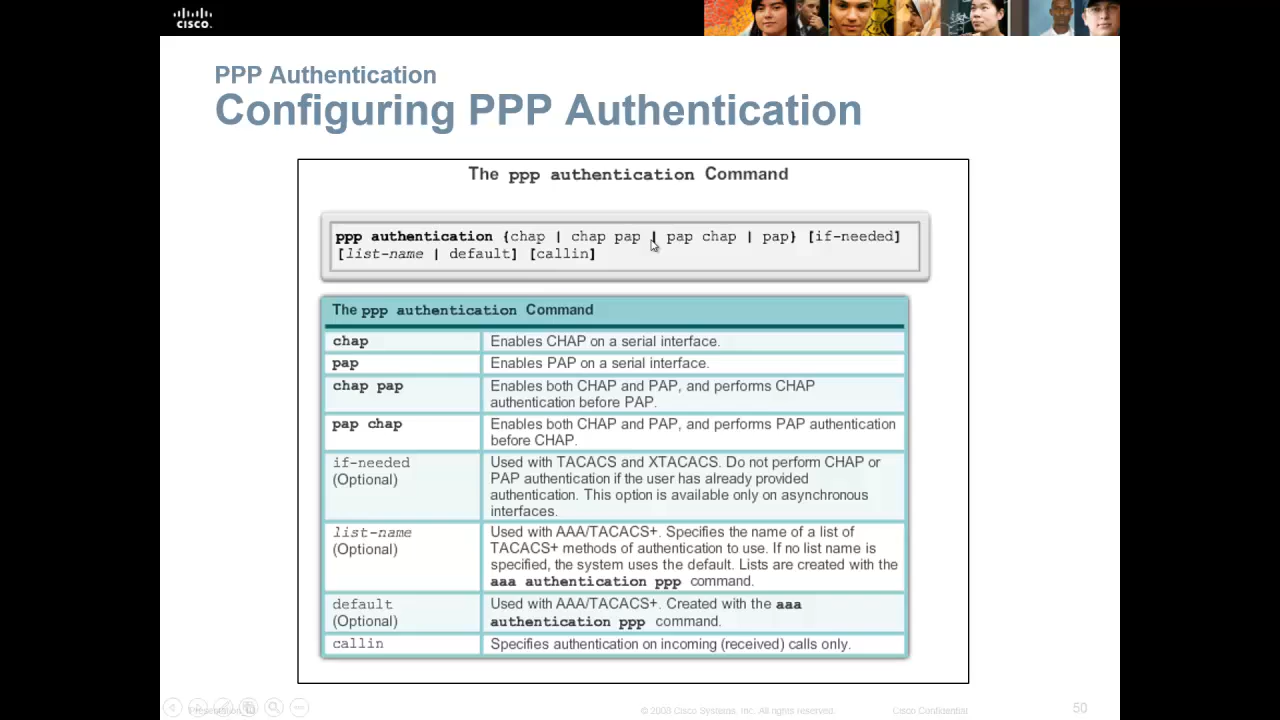 CISCO.
PPP Authentication
Configuring PPP Authentication
The ppp authentication Command
ppp authentication {chap | chap pap | pap chap | pap} [if-needed]
[list-name | default] [callin]
The ppp authentication Command
chap Enables CHAP on a serial interface.
pap Enables PAP on a serial interface.
chap pap Enables both CHAP and PAP, and performs CHAP
authentication before PAP.
pap chap Enables both CHAP and PAP, and performs PAP authentication
before CHAP.
if-needed Used with TACACS and XTACACS. Do not perform CHAP or
(Optional) PAP authentication if the user has already provided
authentication. This option is available only on asynchronous
interfaces.
list-name Used with AAA/TACACS+. Specifies the name of a list of
(Optional) TACACS+ methods of authentication to use. If no list name is
specified, the system uses the default. Lists are created with the
aaa authentication ppp command.
default Used with AAA/TACACS+. Created with the aaa
(Optional) authentication ppp command.
callin Specifies authentication on incoming (received) calls only.
Presentation_ID © 2008 Cisco Systems, Inc. All rights reserved. Cisco Confidential 50